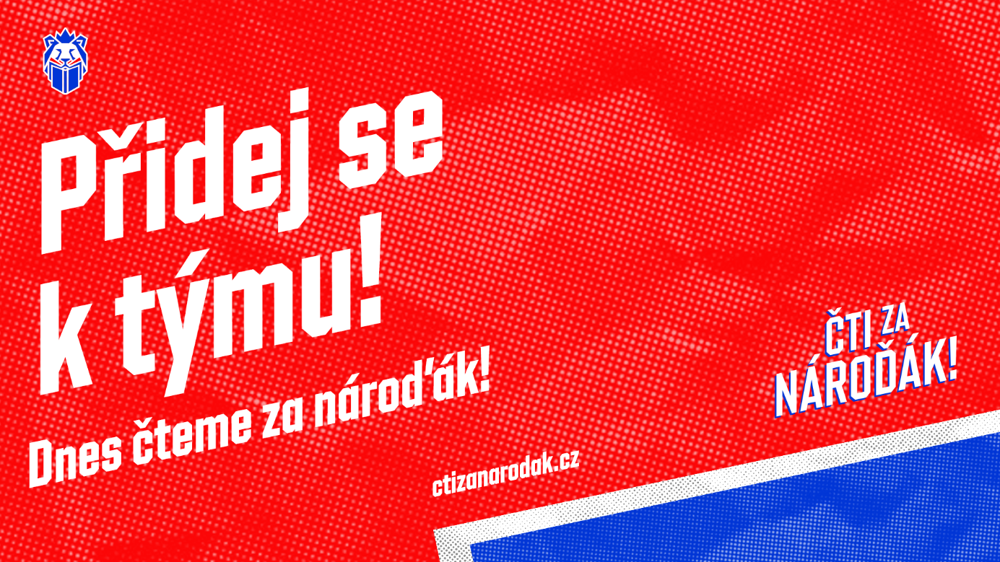 Přidej se
k týmu!
Dnes čteme za nároďák!
ctizanarodak.cz
ČTI ZA
NÁROĎÁK!